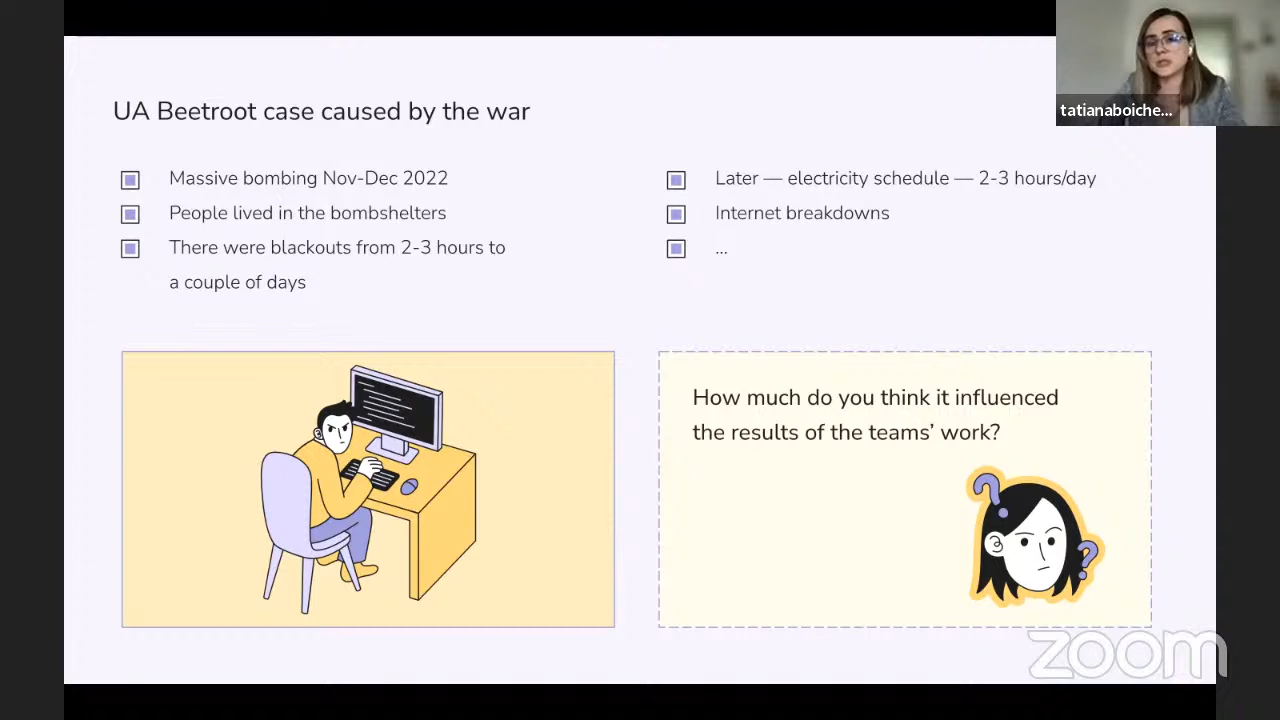 UA Beetroot case caused by the war
Massive bombing Nov-Dec 2022
People lived in the bombshelters
There were blackouts from 2-3 hours to
a couple of days
Later — electricity schedule — 2-3 hours/day
Internet breakdowns
...
How much do you think it influenced
the results of the teams’ work?
tatianaboiche...
zoom